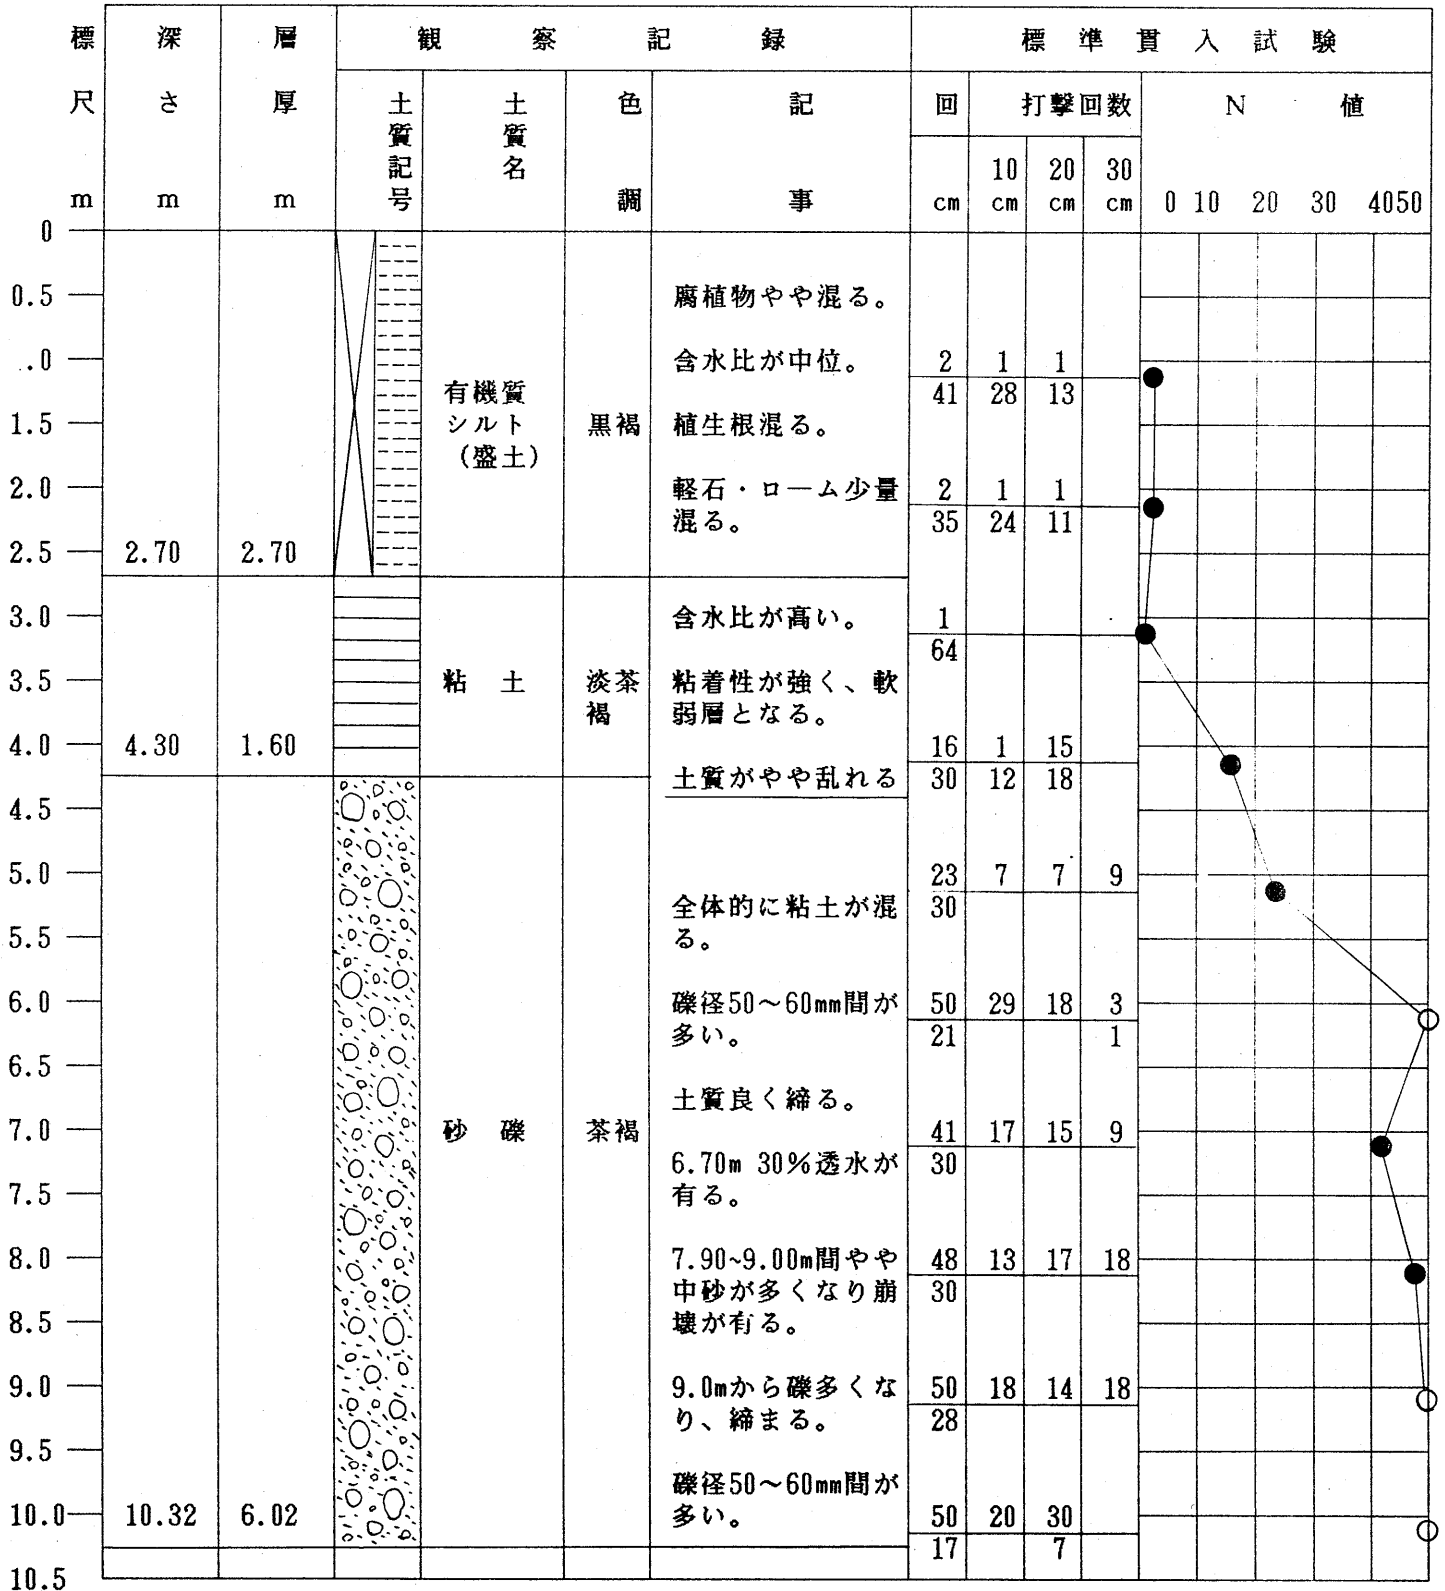 標 深 層 観 察 記 録 標 準 貫 入 試 験
尺 さ 厚 土質記号 土質名 色調 記事 回 打撃回数 N 値
10 20 30
m m m cm cm cm cm 0 10 20 30 4050
0
0.5 腐植物やや混る。
.0 含水比が中位。 2 1 1
有機質 41 28 13
1.5 シルト 黒褐 植生根混る。
(盛土)
2.0 軽石・ローム少量 2 1 1
混る。 35 24 11
2.5 2.70 2.70
3.0 含水比が高い。 1
64
3.5 粘 土 淡茶 粘着性が強く、軟
褐 弱層となる。
4.0 4.30 1.60 16 1 15
土質がやや乱れる 30 12 18
4.5
5.0 23 7 7 9
全体的に粘土が混 30
5.5 る。
6.0 礫径50～60mm間が 50 29 18 3
多い。 21 1
6.5
土質良く締る。
7.0 砂 礫 茶褐 41 17 15 9
6.70m 30%透水が 30
7.5 有る。
8.0 7.90~9.00m間やや 48 13 17 18
中砂が多くなり崩 30
8.5 壊が有る。
9.0 9.0mから礫多くな 50 18 14 18
り、締まる。 28
9.5
礫径50～60mm間が
10.0 10.32 6.02 多い。 50 20 30
17 7
10.5